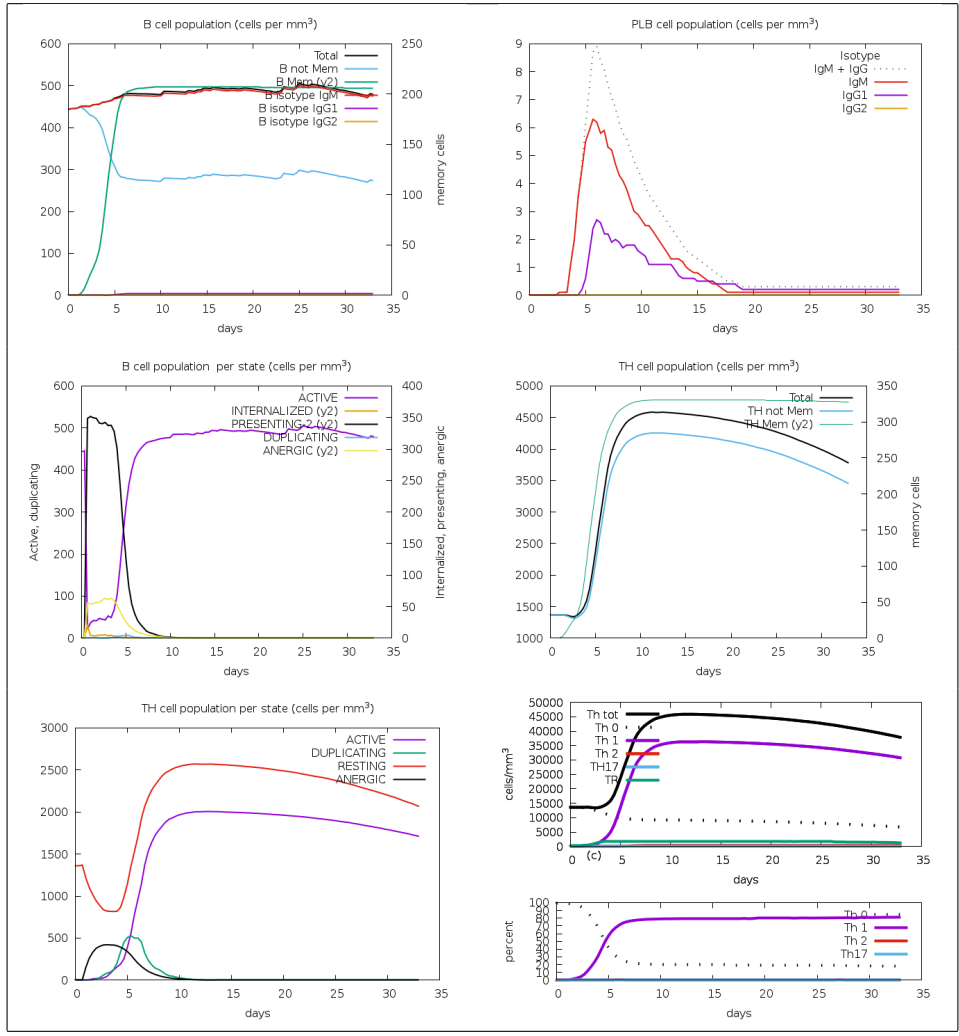 B cell population (cells per mm³)
600
500
400
300
200
100
0
250
200
150
100
50
0
memory cells
Total
B not Mem
B Mem (y2)
B isotype IgM
B isotype IgG1
B isotype IgG2
0 5 10 15 20 25 30 35
days
PLB cell population (cells per mm³)
9
8
7
6
5
4
3
2
1
0
Isotype
IgM + IgG
IgM
IgG1
IgG2
0 5 10 15 20 25 30 35
days
B cell population per state (cells per mm³)
Active, duplicating
600
500
400
300
200
100
0
400
350
300
250
200
150
100
50
0
Internalized, presenting, anergic
ACTIVE
INTERNALIZED (y2)
PRESENTING 2 (y2)
DUPLICATING
ANERGIC (y2)
0 5 10 15 20 25 30 35
days
TH cell population (cells per mm³)
5000
4500
4000
3500
3000
2500
2000
1500
1000
350
300
250
200
150
100
50
0
memory cells
Total
TH not Mem
TH Mem (y2)
0 5 10 15 20 25 30 35
days
TH cell population per state (cells per mm³)
3000
2500
2000
1500
1000
500
0
ACTIVE
DUPLICATING
RESTING
ANERGIC
0 5 10 15 20 25 30 35
days
cells/mm³
50000
45000
40000
35000
30000
25000
20000
15000
10000
5000
0
Th tot
Th 0
Th 1
Th 2
TH17
TR
(c)
0 5 10 15 20 25 30 35
days
percent
100
90
80
70
60
50
40
30
20
10
0
Th 0
Th 1
Th 2
Th17
0 5 10 15 20 25 30 35
days